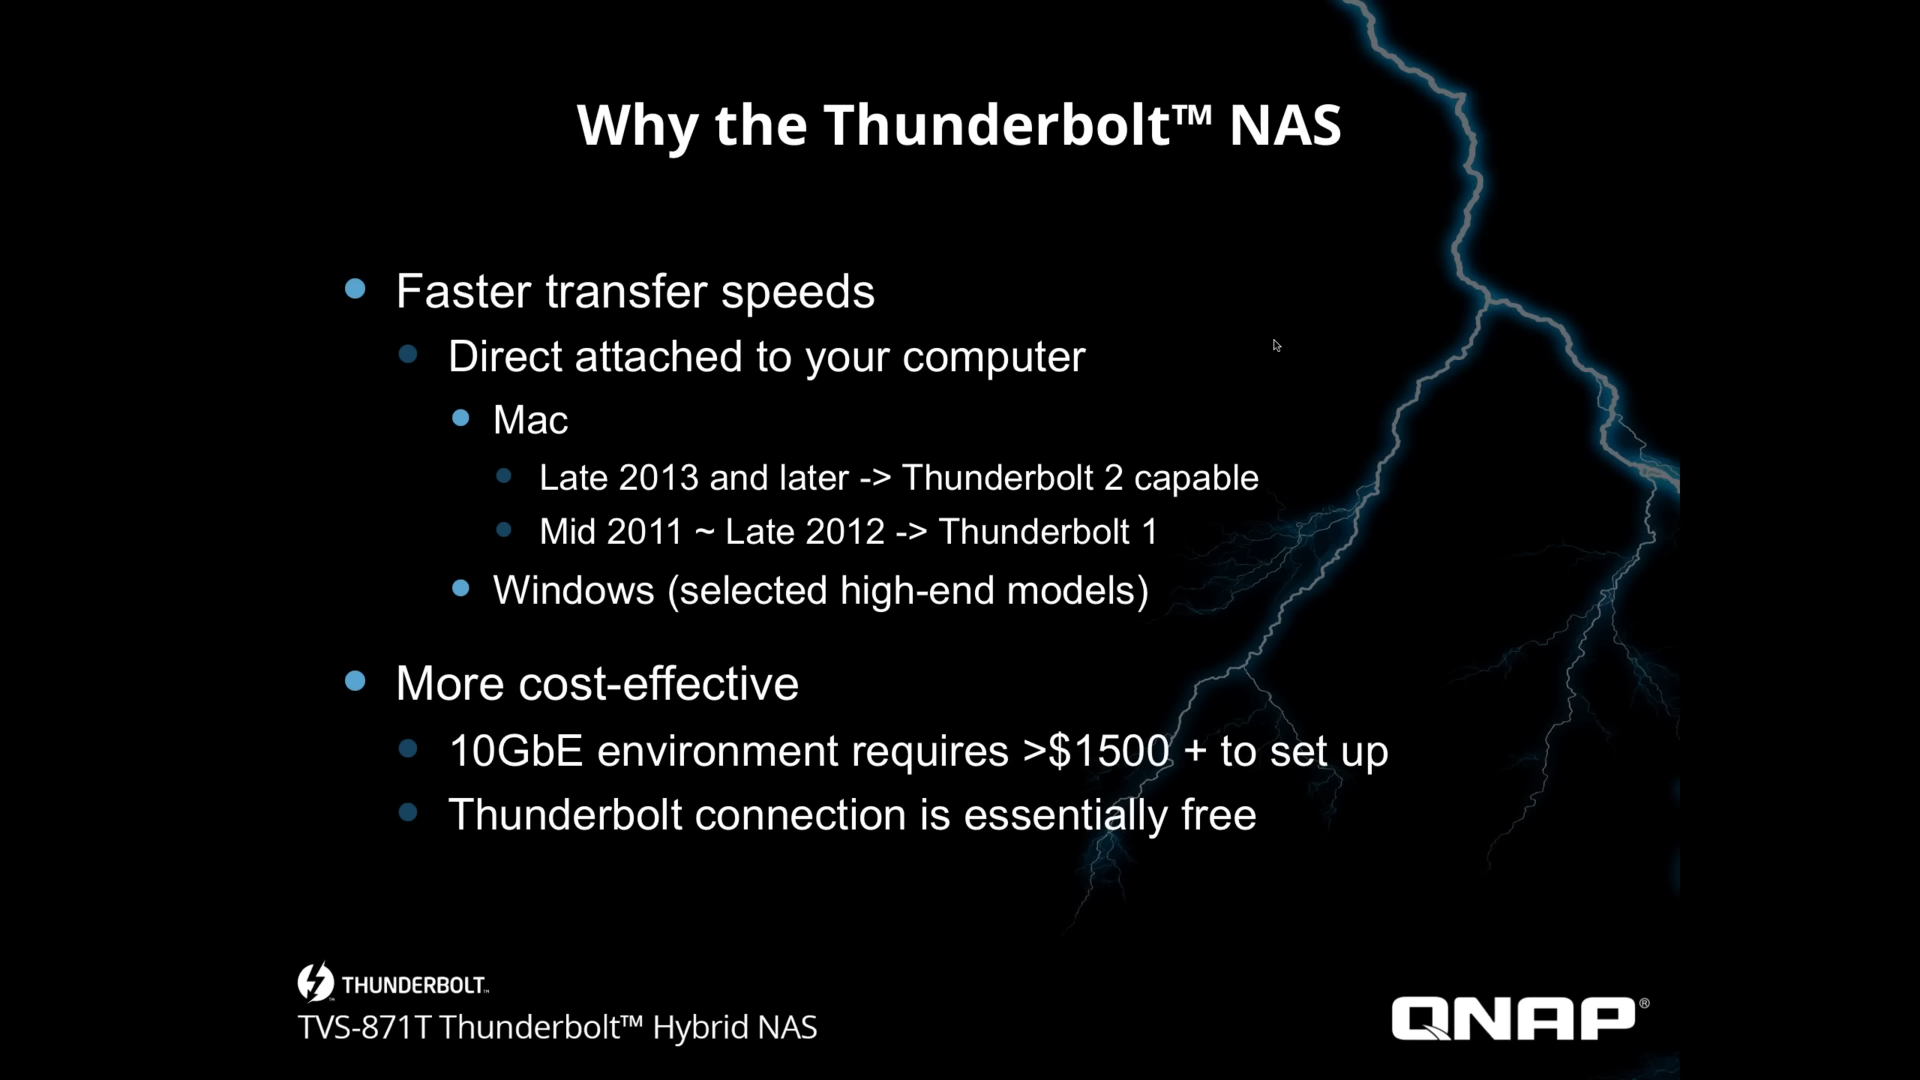 Why the Thunderbolt™ NAS
Faster transfer speeds
Direct attached to your computer
Mac
Late 2013 and later -> Thunderbolt 2 capable
Mid 2011 ~ Late 2012 -> Thunderbolt 1
Windows (selected high-end models)
More cost-effective
10GbE environment requires >$1500 + to set up
Thunderbolt connection is essentially free
THUNDERBOLT™
TVS-871T Thunderbolt™ Hybrid NAS
QNAP®